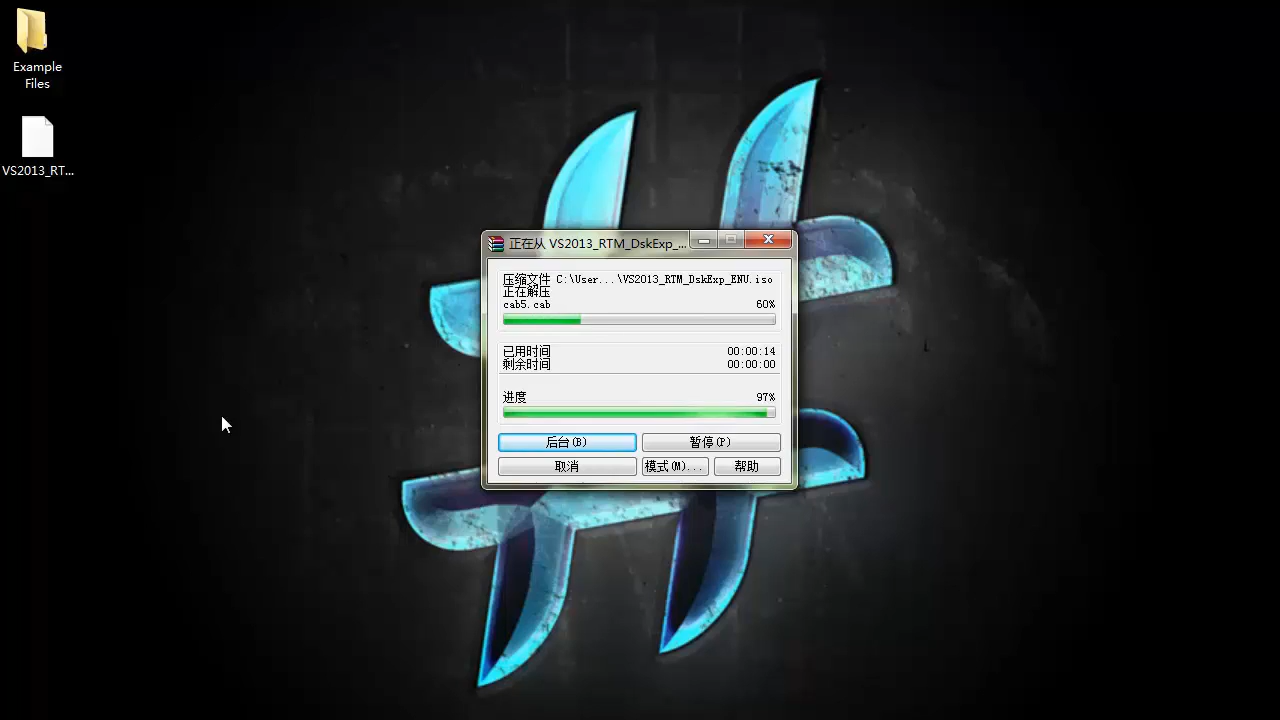 Example
Files
VS2013_RT...
正在从 VS2013_RTM_DskExp_...
压缩文件 C:\User...\VS2013_RTM_DskExp_ENU.iso
正在解压
cab5.cab 60%
已用时间 00:00:14
剩余时间 00:00:00
进度 97%
后台(B) 暂停(P)
取消 模式(M)... 帮助